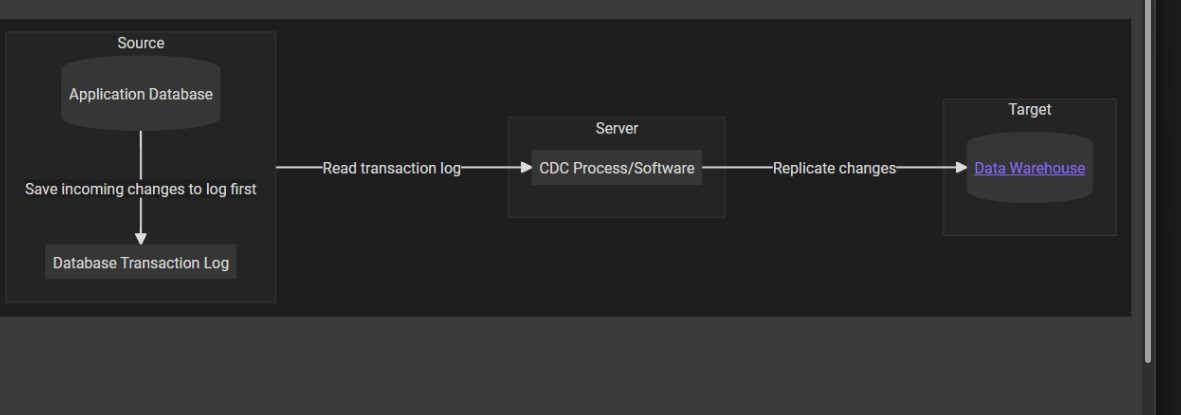 Source
Application Database
Save incoming changes to log first
Database Transaction Log
Read transaction log
Server
CDC Process/Software
Replicate changes
Target
Data Warehouse